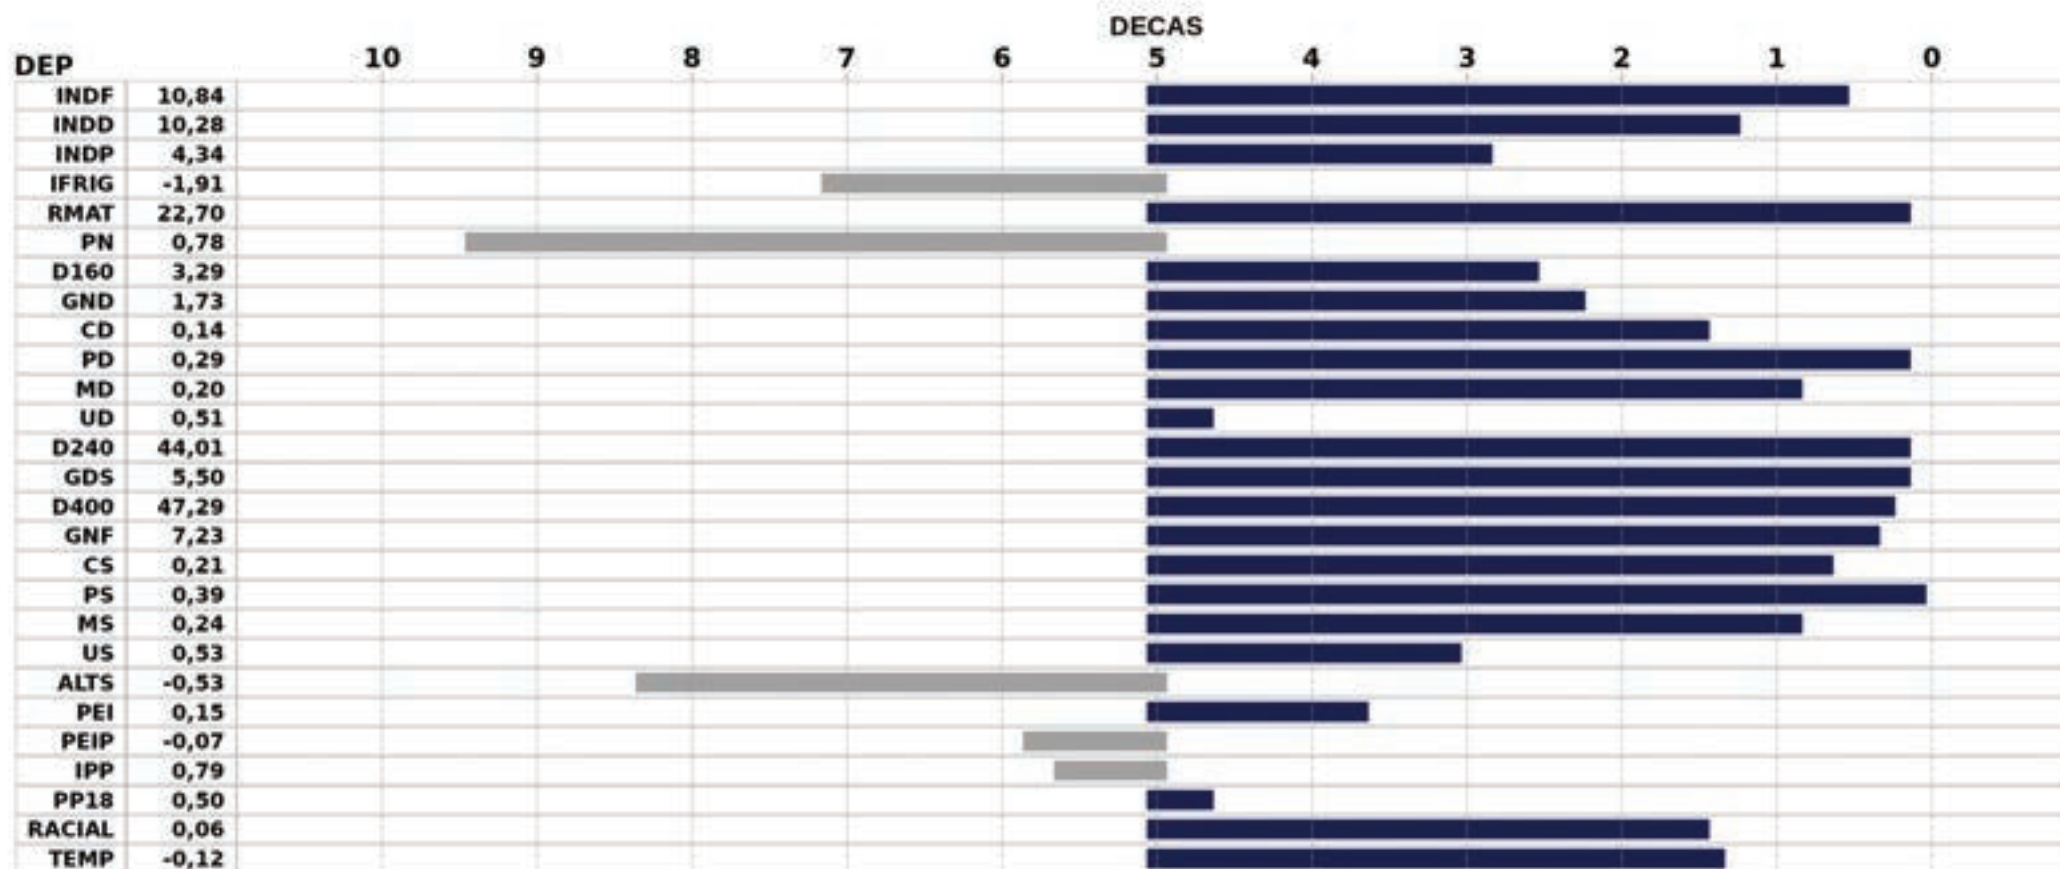 DECAS
DEP 10 9 8 7 6 5 4 3 2 1 0
INDF 10,84
INDD 10,28
INDP 4,34
IFRIG -1,91
RMAT 22,70
PN 0,78
D160 3,29
GND 1,73
CD 0,14
PD 0,29
MD 0,20
UD 0,51
D240 44,01
GDS 5,50
D400 47,29
GNF 7,23
CS 0,21
PS 0,39
MS 0,24
US 0,53
ALTS -0,53
PEI 0,15
PEIP -0,07
IPP 0,79
PP18 0,50
RACIAL 0,06
TEMP -0,12